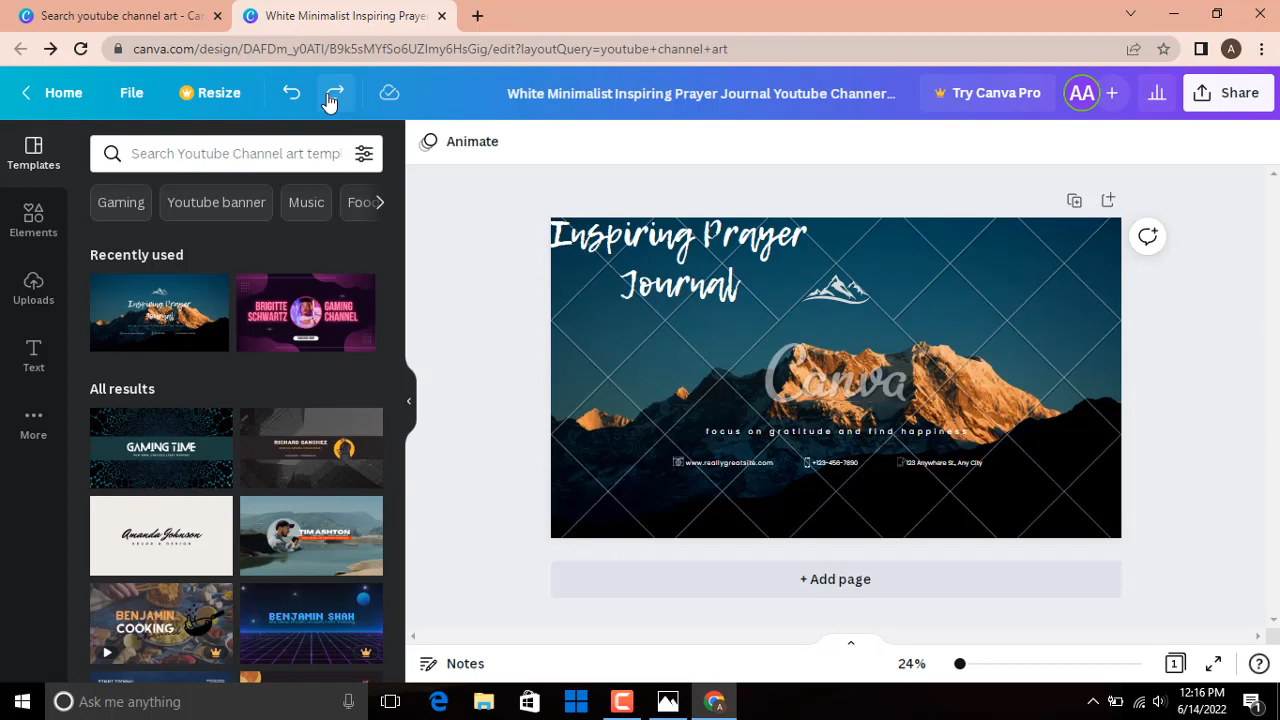 Search youtube channel art - Car
White Minimalist Inspiring Prayer
canva.com/design/DAFDm_y0ATI/B9k5sMYfSo6UZImy6HsGig/edit?layoutQuery=youtube+channel+art
A
Home
File
Resize
White Minimalist Inspiring Prayer Journal Youtube Channer...
Try Canva Pro
AA
Share
Templates
Elements
Uploads
Text
More
Search Youtube Channel art templ
Gaming
Youtube banner
Music
Food
Recently used
Inspiring Prayer
Journal
BRIGITTE
SCHWARTZ
GAMING
CHANNEL
All results
GAMING TIME
RICHARD SANCHEZ
Amanda Johnson
TIM ASHTON
BENJAMIN
COOKING
BENJAMIN SHAH
Animate
Inspiring Prayer
Journal
Canva
focus on gratitude and find happiness
www.reallygreatsite.com
+123-456-7890
123 Anywhere St., Any City
+ Add page
Notes
24%
1
Ask me anything
12:16 PM
6/14/2022